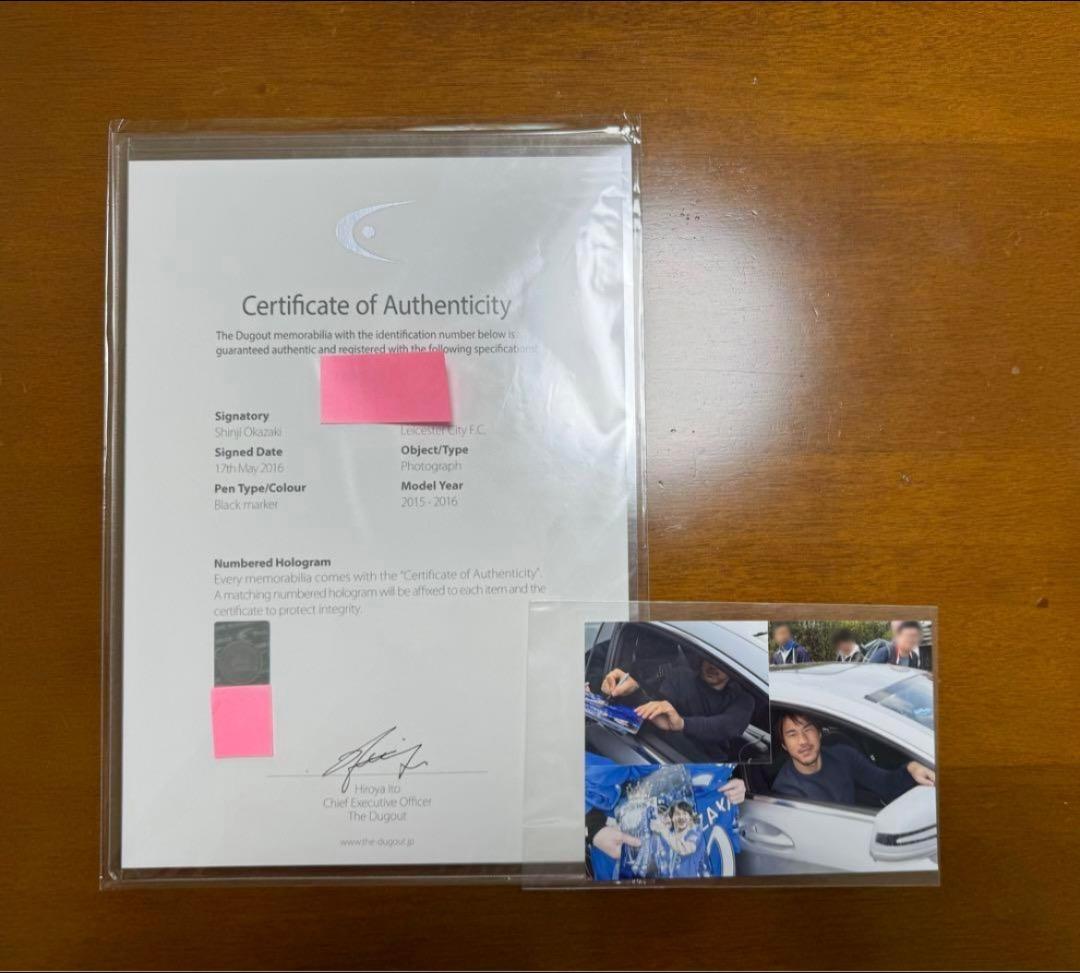 Certificate of Authenticity
The Dugout memorabilia with the identification number below is
guaranteed authentic and registered with the following specifications:
Signatory
Shinji Okazaki
Leicester City F.C.
Signed Date
Object/Type
17th May 2016
Photograph
Pen Type/Colour
Model Year
Black marker
2015 - 2016
Numbered Hologram
Every memorabilia comes with the "Certificate of Authenticity".
A matching numbered hologram will be affixed to each item and the
certificate to protect integrity.
Hiroya Ito
Chief Executive Officer
The Dugout
www.the-dugout.jp
ZAKI